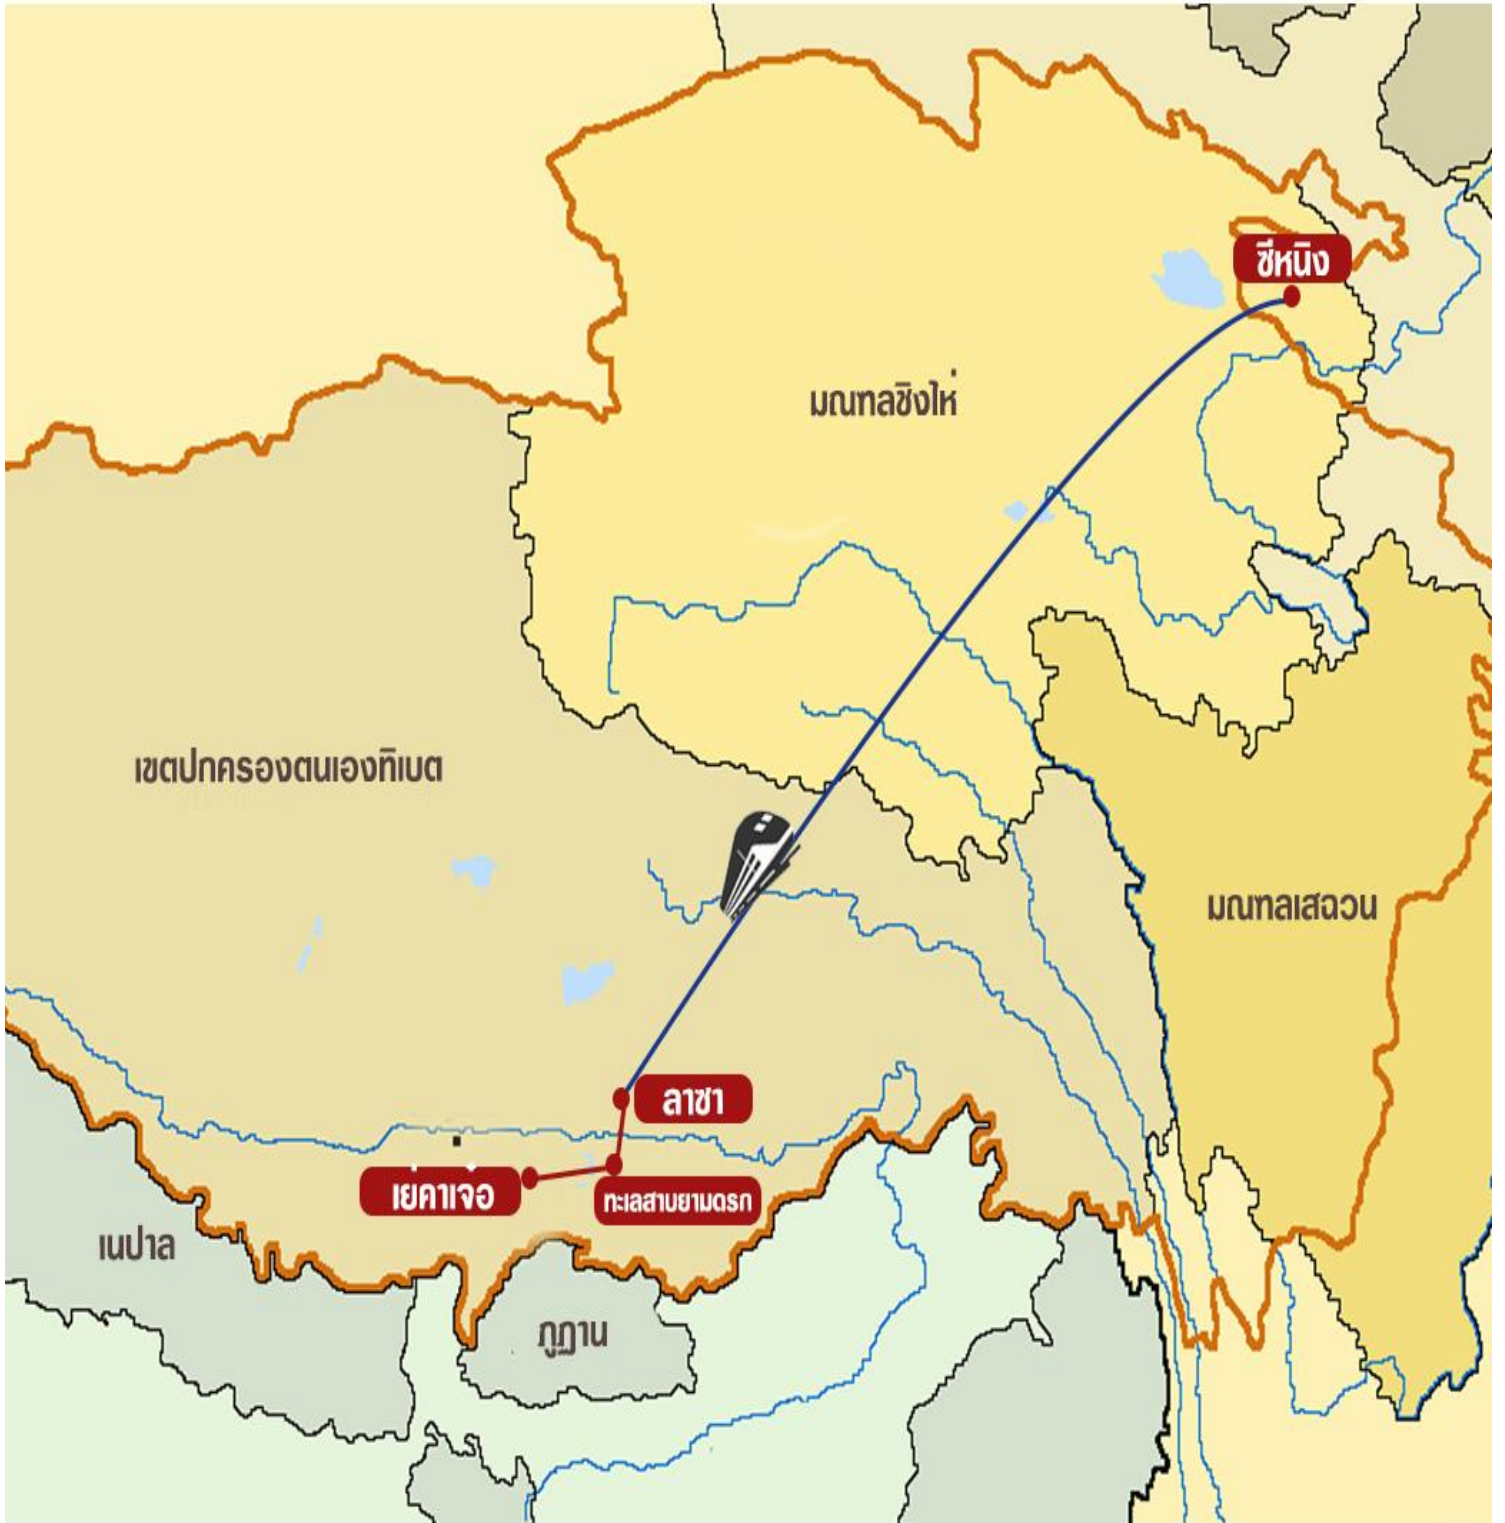 ซีหนิง
มณฑลชิงไห่
เขตปกครองตนเองทิเบต
มณฑลเสฉวน
ลาซา
เย่คาเจ๋อ
ทะเลสาบยามดรก
เนปาล
ภูฏาน